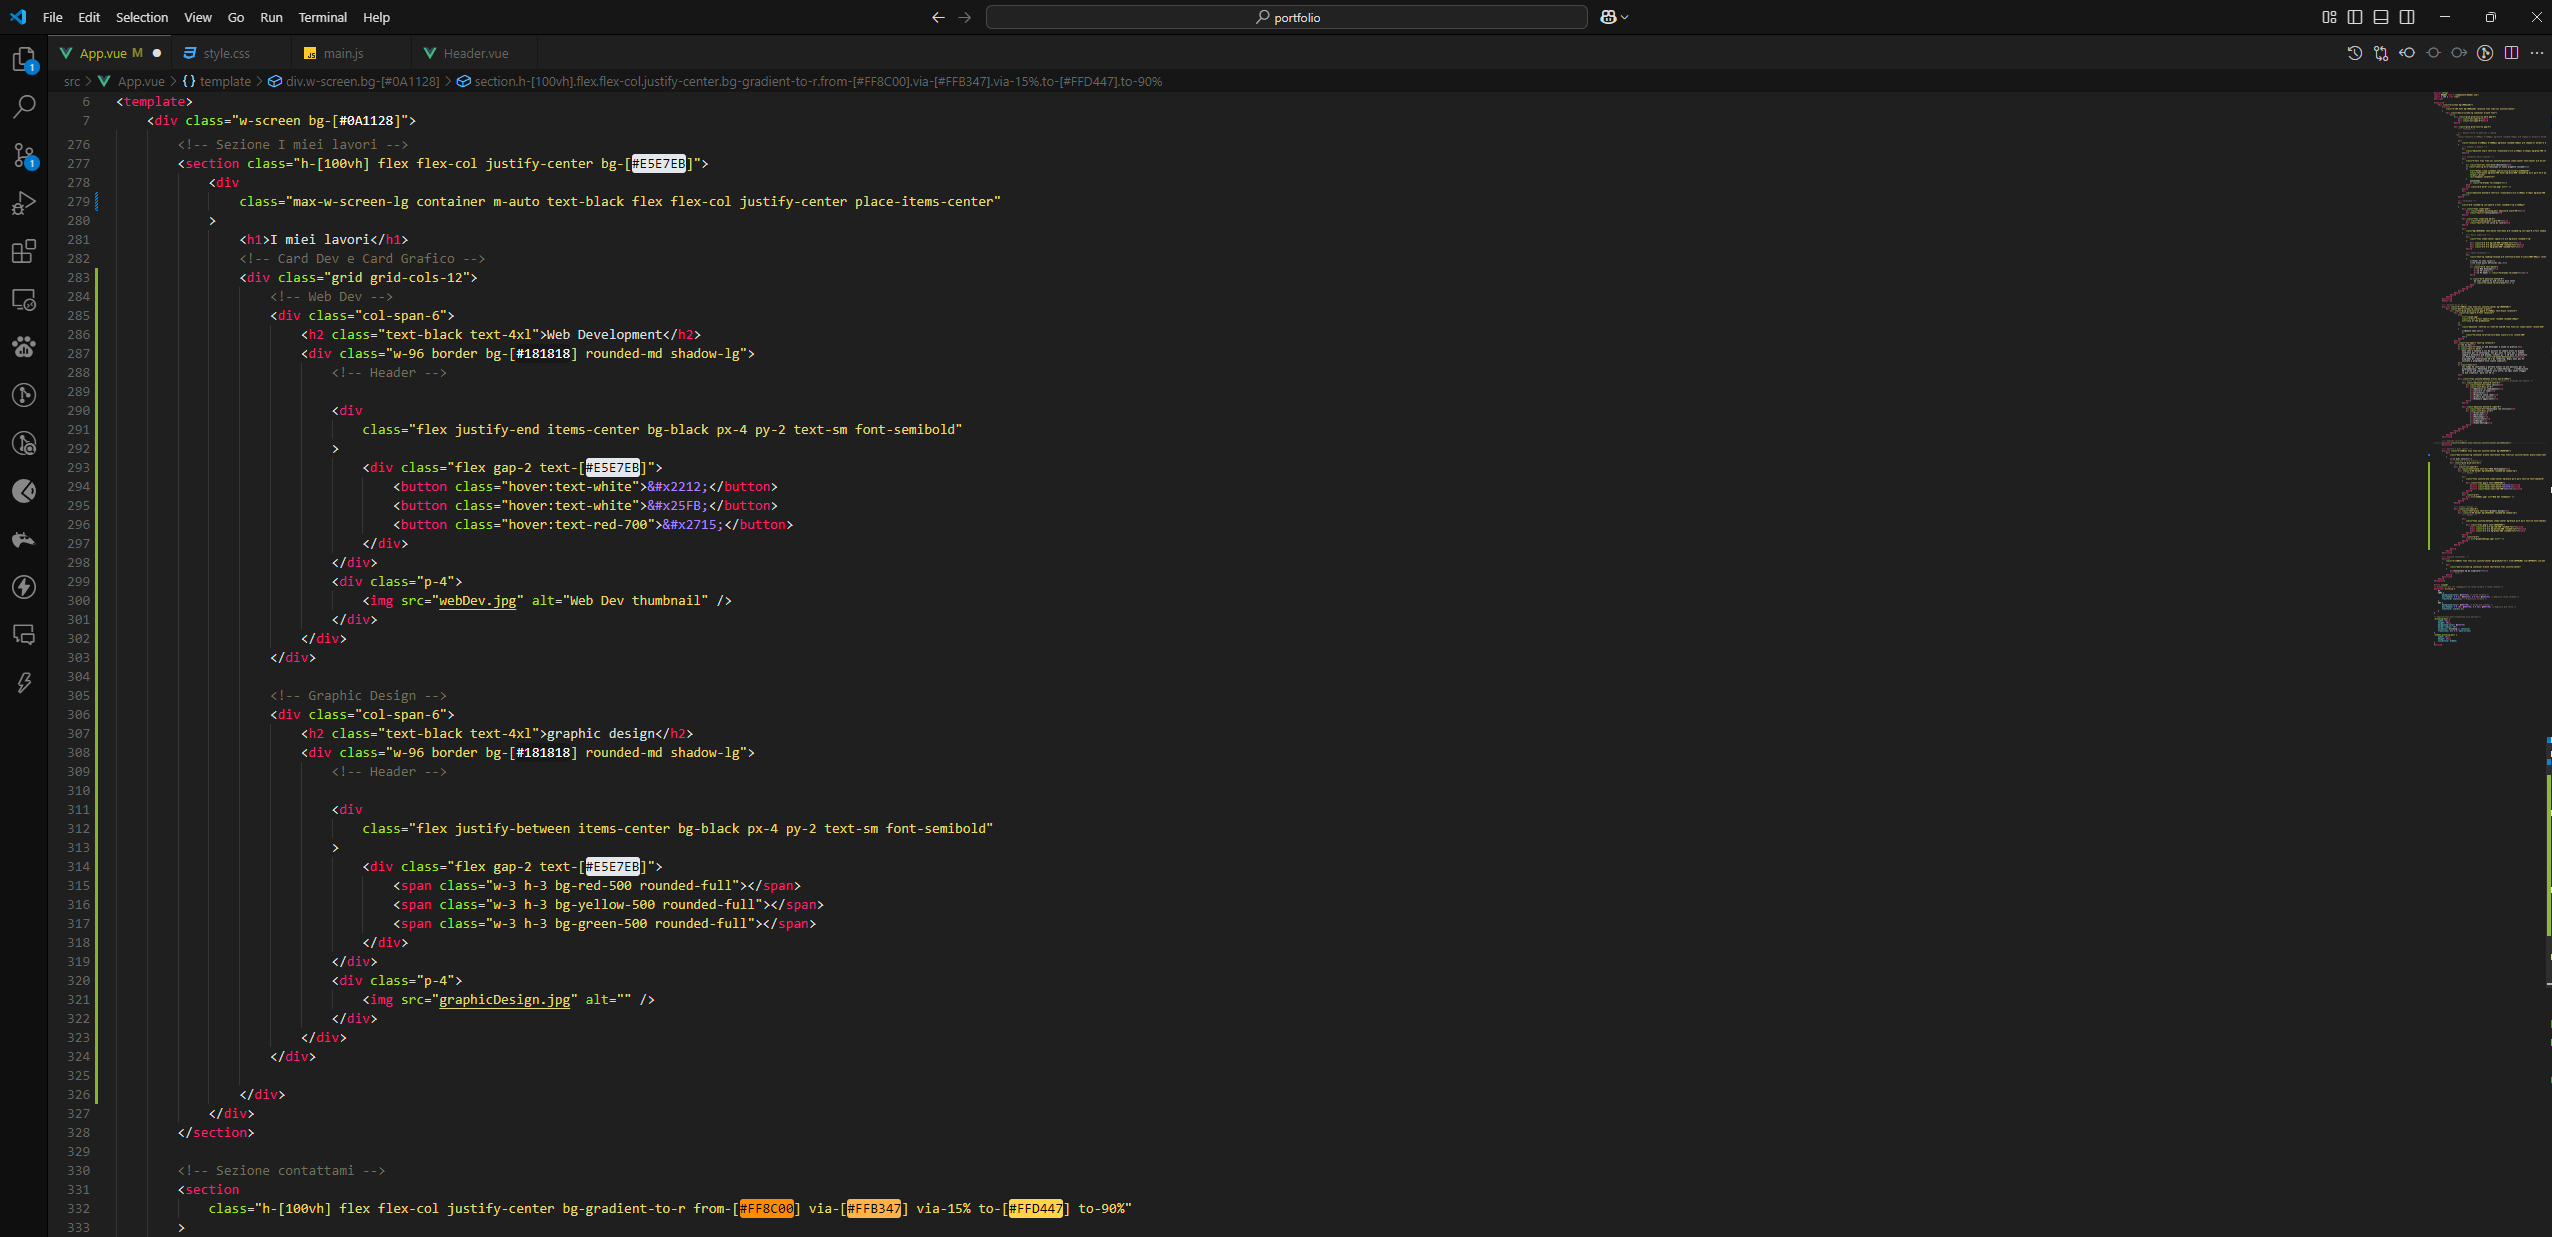 File Edit Selection View Go Run Terminal Help
portfolio
App.vue M
style.css
main.js
Header.vue
src > App.vue > {} template > div.w-screen.bg-[#0A1128] > section.h-[100vh].flex.flex-col.justify-center.bg-gradient-to-r.from-[#FF8C00].via-[#FFB347].via-15%.to-[#FFD447].to-90%
6 <template>
7 <div class="w-screen bg-[#0A1128]">
276 <!-- Sezione I miei lavori -->
277 <section class="h-[100vh] flex flex-col justify-center bg-[#E5E7EB]">
278 <div
279 class="max-w-screen-lg container m-auto text-black flex flex-col justify-center place-items-center"
280 >
281 <h1>I miei lavori</h1>
282 <!-- Card Dev e Card Grafico -->
283 <div class="grid grid-cols-12">
284 <!-- Web Dev -->
285 <div class="col-span-6">
286 <h2 class="text-black text-4xl">Web Development</h2>
287 <div class="w-96 border bg-[#181818] rounded-md shadow-lg">
288 <!-- Header -->
289
290 <div
291 class="flex justify-end items-center bg-black px-4 py-2 text-sm font-semibold"
292 >
293 <div class="flex gap-2 text-[#E5E7EB]">
294 <button class="hover:text-white">&#x2212;</button>
295 <button class="hover:text-white">&#x25FB;</button>
296 <button class="hover:text-red-700">&#x2715;</button>
297 </div>
298 </div>
299 <div class="p-4">
300 <img src="webDev.jpg" alt="Web Dev thumbnail" />
301 </div>
302 </div>
303 </div>
304
305 <!-- Graphic Design -->
306 <div class="col-span-6">
307 <h2 class="text-black text-4xl">graphic design</h2>
308 <div class="w-96 border bg-[#181818] rounded-md shadow-lg">
309 <!-- Header -->
310
311 <div
312 class="flex justify-between items-center bg-black px-4 py-2 text-sm font-semibold"
313 >
314 <div class="flex gap-2 text-[#E5E7EB]">
315 <span class="w-3 h-3 bg-red-500 rounded-full"></span>
316 <span class="w-3 h-3 bg-yellow-500 rounded-full"></span>
317 <span class="w-3 h-3 bg-green-500 rounded-full"></span>
318 </div>
319 </div>
320 <div class="p-4">
321 <img src="graphicDesign.jpg" alt="" />
322 </div>
323 </div>
324 </div>
325
326 </div>
327 </div>
328 </section>
329
330 <!-- Sezione contattami -->
331 <section
332 class="h-[100vh] flex flex-col justify-center bg-gradient-to-r from-[#FF8C00] via-[#FFB347] via-15% to-[#FFD447] to-90%"
333 >
1
1